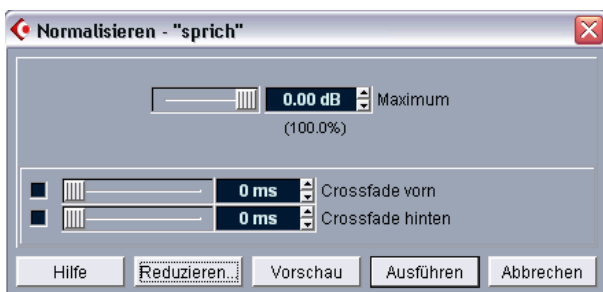 Normalisieren - "sprich"
0.00 dB Maximum
(100.0%)
0 ms Crossfade vorn
0 ms Crossfade hinten
Hilfe Reduzieren... Vorschau Ausführen Abbrechen